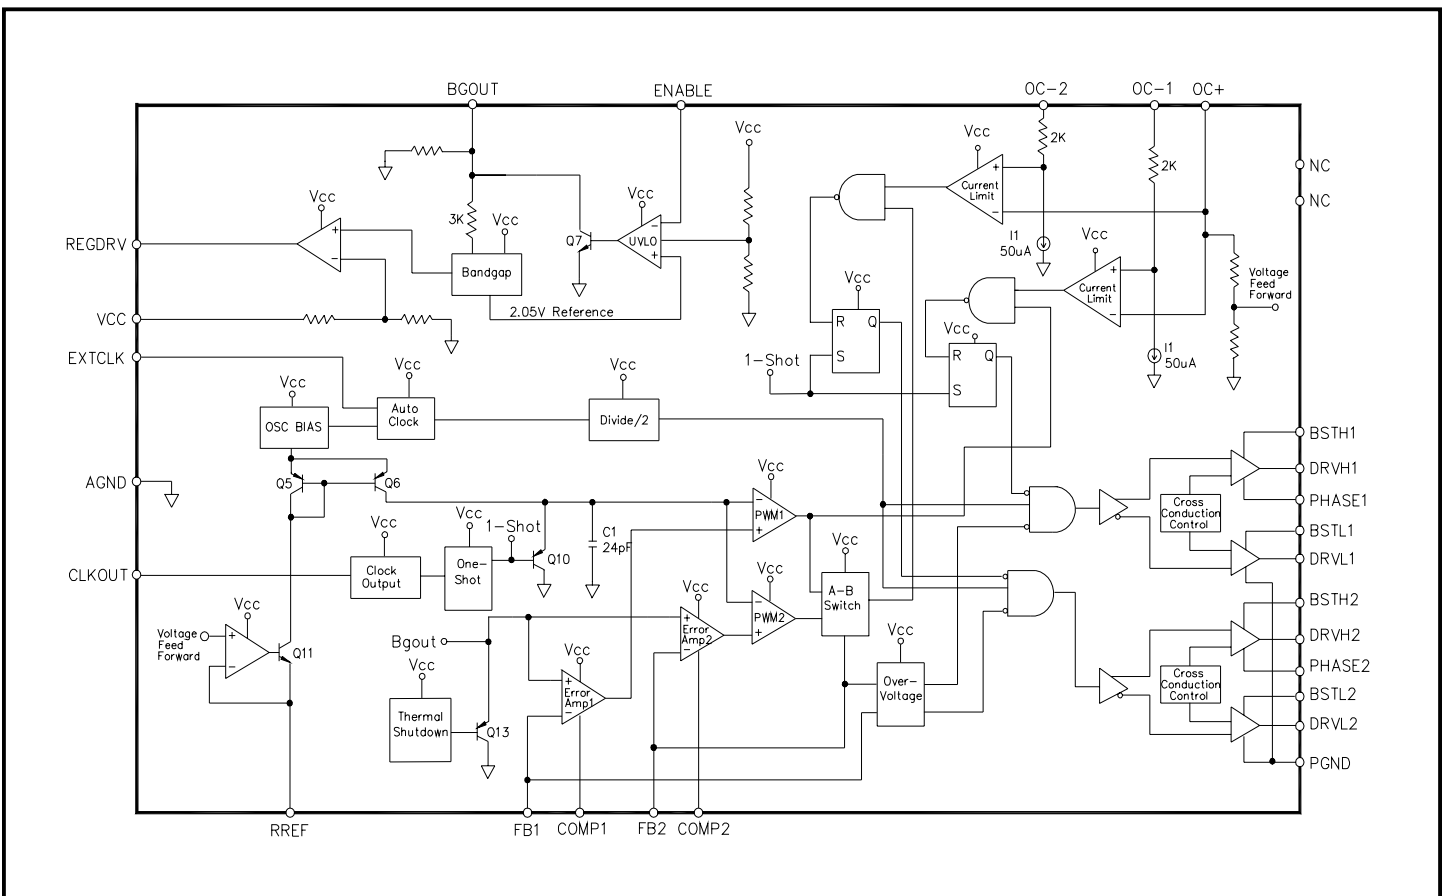 BGOUT
ENABLE
OC-2
OC-1
OC+
Vcc
Vcc
2K
2K
NC
NC
Current
Limit
+
−
Vcc
Vcc
Vcc
3K
Q7
UVLO
−
+
REGDRV
+
−
Bandgap
I1
50uA
Vcc
Current
Limit
+
−
Voltage
Feed
Forward
2.05V Reference
VCC
Vcc
R
Q
S
Vcc
R
Q
S
I1
50uA
EXTCLK
1-Shot
Vcc
Vcc
Vcc
OSC BIAS
Auto
Clock
Divide/2
BSTH1
DRVH1
PHASE1
BSTL1
DRVL1
Cross
Conduction
Control
AGND
Q5
Q6
Vcc
−
PWM1
+
Vcc
1-Shot
Vcc
C1
24pF
Q10
Vcc
CLKOUT
Clock
Output
One-
Shot
Vcc
A-B
Switch
Vcc
−
PWM2
+
Vcc
+
Error
Amp2
−
BSTH2
DRVH2
PHASE2
BSTL2
DRVL2
PGND
Cross
Conduction
Control
Vcc
Voltage
Feed
Forward
+
−
Q11
Bgout
Vcc
Vcc
+
Error
Amp1
−
Vcc
Over-
Voltage
Thermal
Shutdown
Q13
RREF
FB1
COMP1
FB2
COMP2